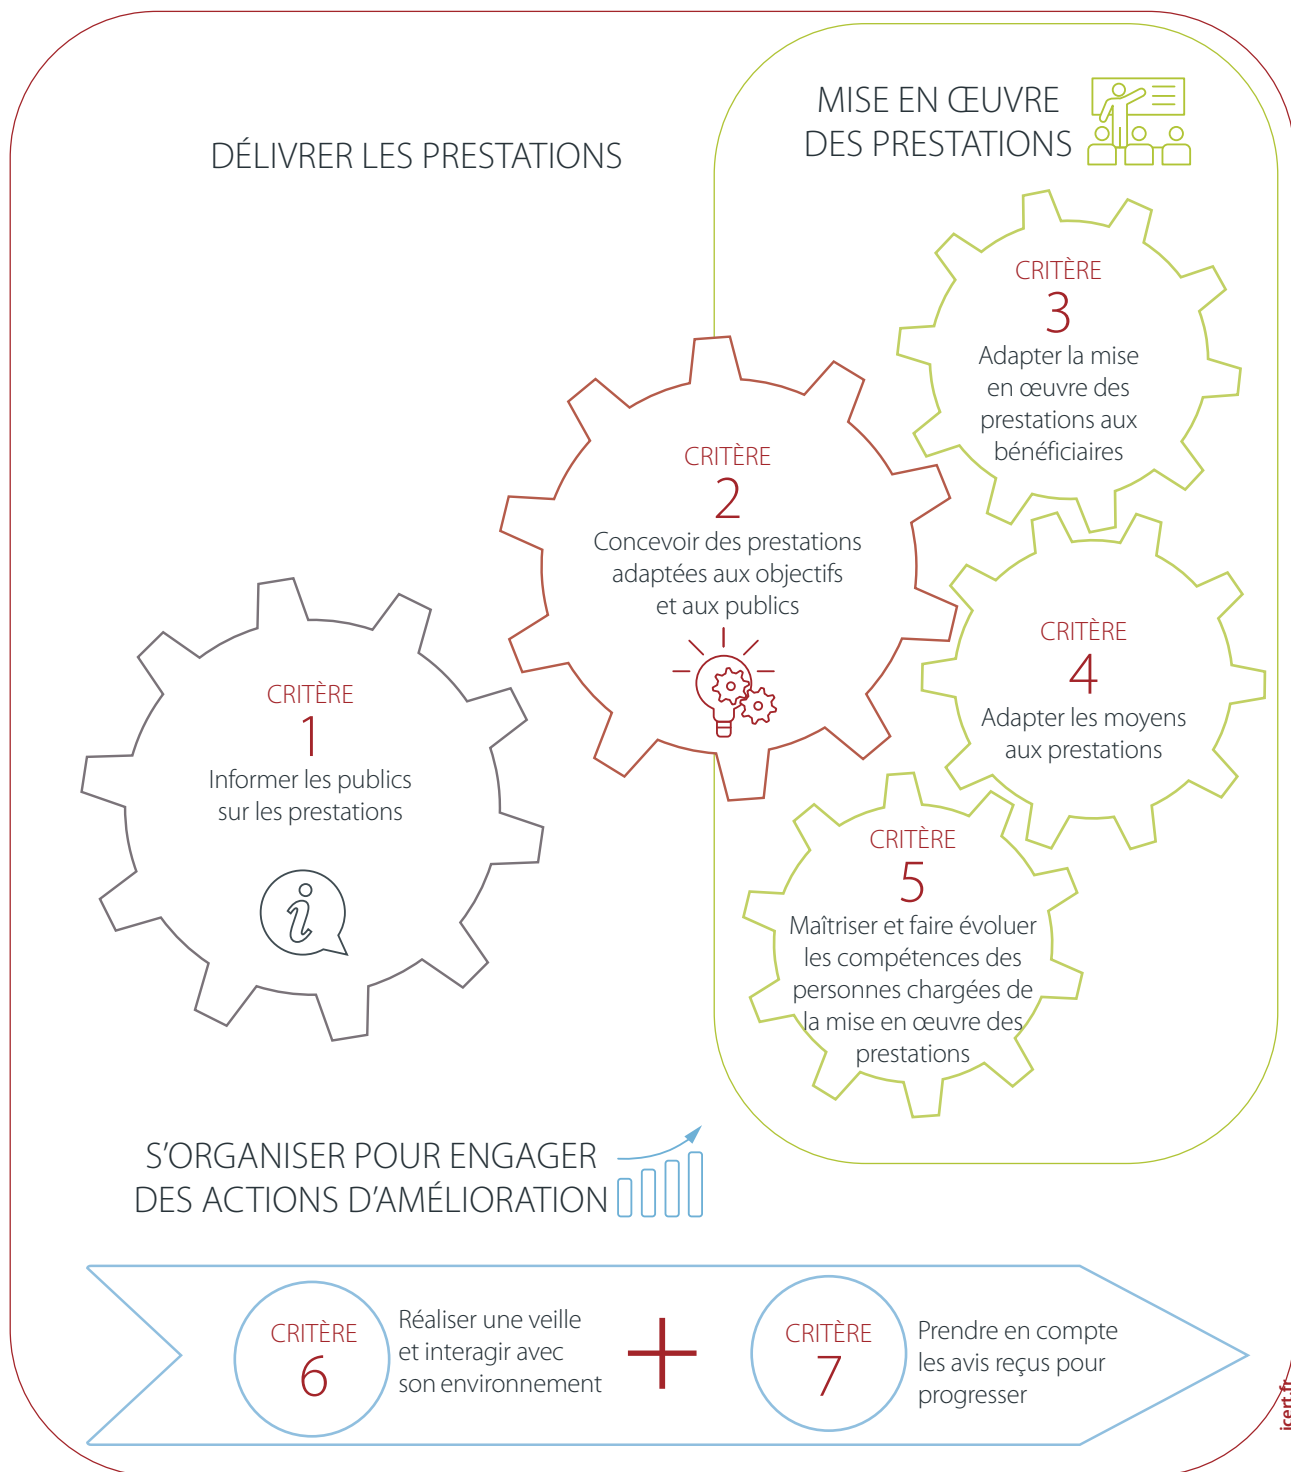 DÉLIVRER LES PRESTATIONS
MISE EN ŒUVRE
DES PRESTATIONS
CRITÈRE
1
Informer les publics
sur les prestations
CRITÈRE
2
Concevoir des prestations
adaptées aux objectifs
et aux publics
CRITÈRE
3
Adapter la mise
en œuvre des
prestations aux
bénéficiaires
CRITÈRE
4
Adapter les moyens
aux prestations
CRITÈRE
5
Maîtriser et faire évoluer
les compétences des
personnes chargées de
la mise en œuvre des
prestations
S’ORGANISER POUR ENGAGER
DES ACTIONS D’AMÉLIORATION
CRITÈRE
6
Réaliser une veille
et interagir avec
son environnement
+
CRITÈRE
7
Prendre en compte
les avis reçus pour
progresser
icert.fr